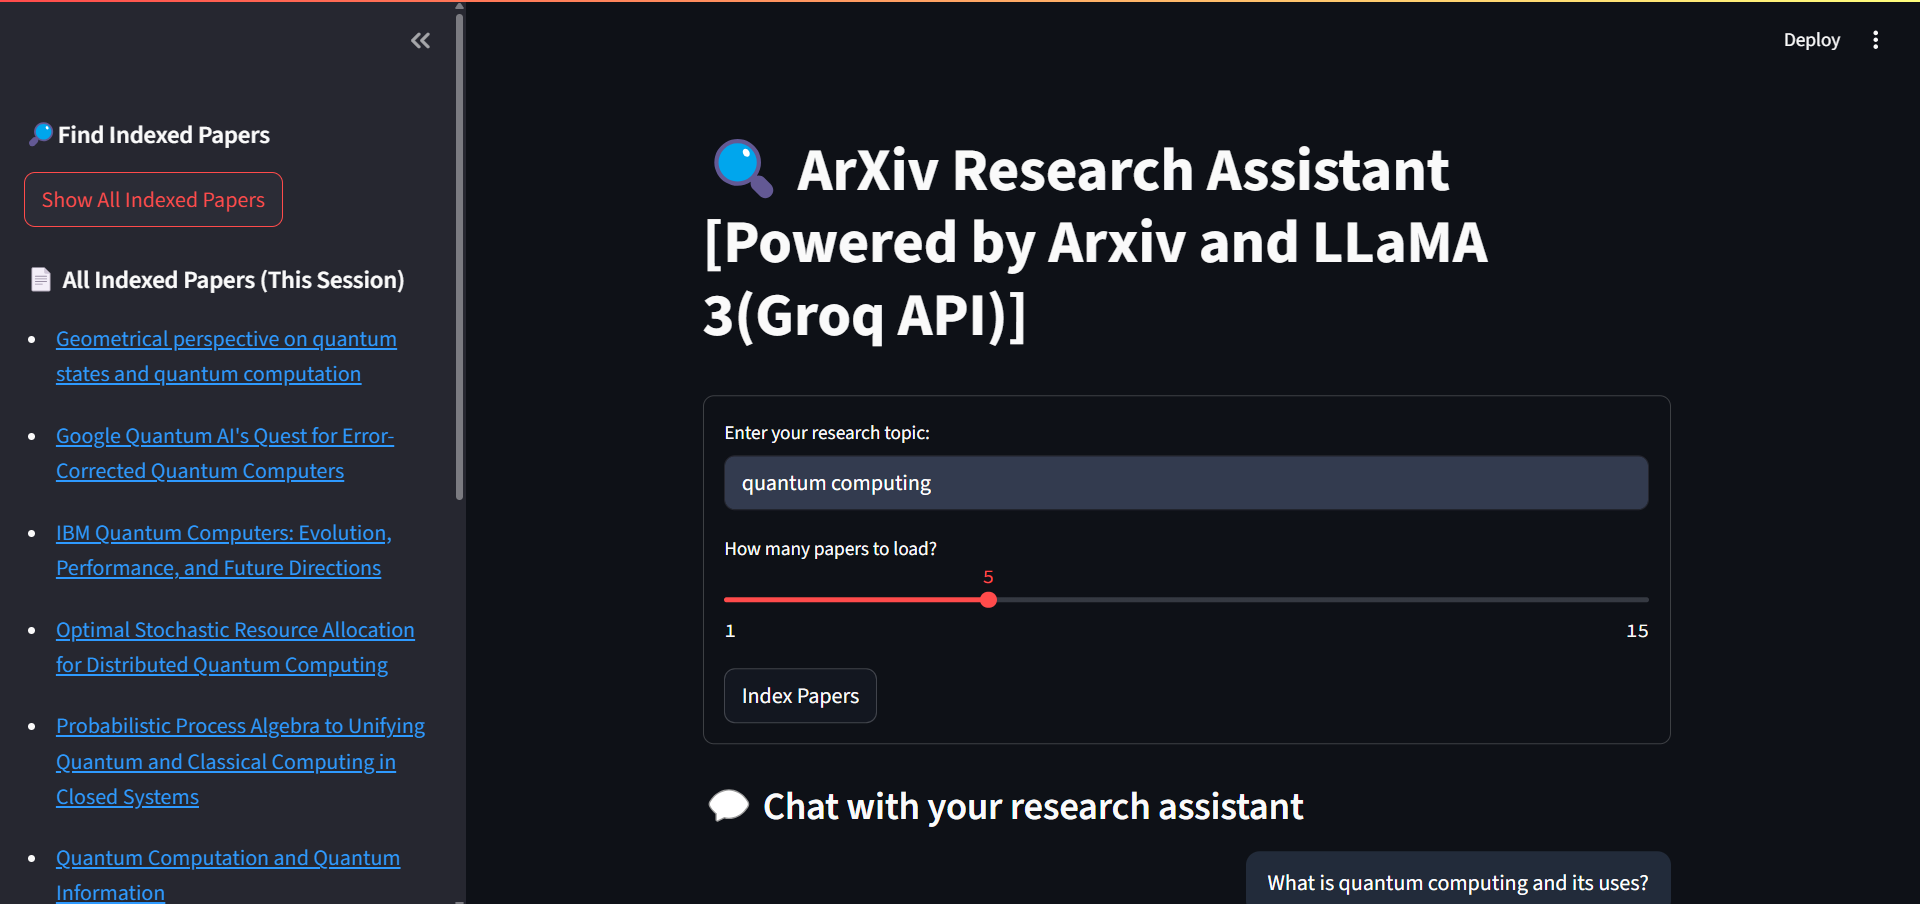 Deploy
🔎 Find Indexed Papers
Show All Indexed Papers
📄 All Indexed Papers (This Session)
Geometrical perspective on quantum
states and quantum computation
Google Quantum AI's Quest for Error-
Corrected Quantum Computers
IBM Quantum Computers: Evolution,
Performance, and Future Directions
Optimal Stochastic Resource Allocation
for Distributed Quantum Computing
Probabilistic Process Algebra to Unifying
Quantum and Classical Computing in
Closed Systems
Quantum Computation and Quantum
Information
🔍 ArXiv Research Assistant
[Powered by Arxiv and LLaMA
3(Groq API)]
Enter your research topic:
quantum computing
How many papers to load?
5
1
15
Index Papers
💬 Chat with your research assistant
What is quantum computing and its uses?